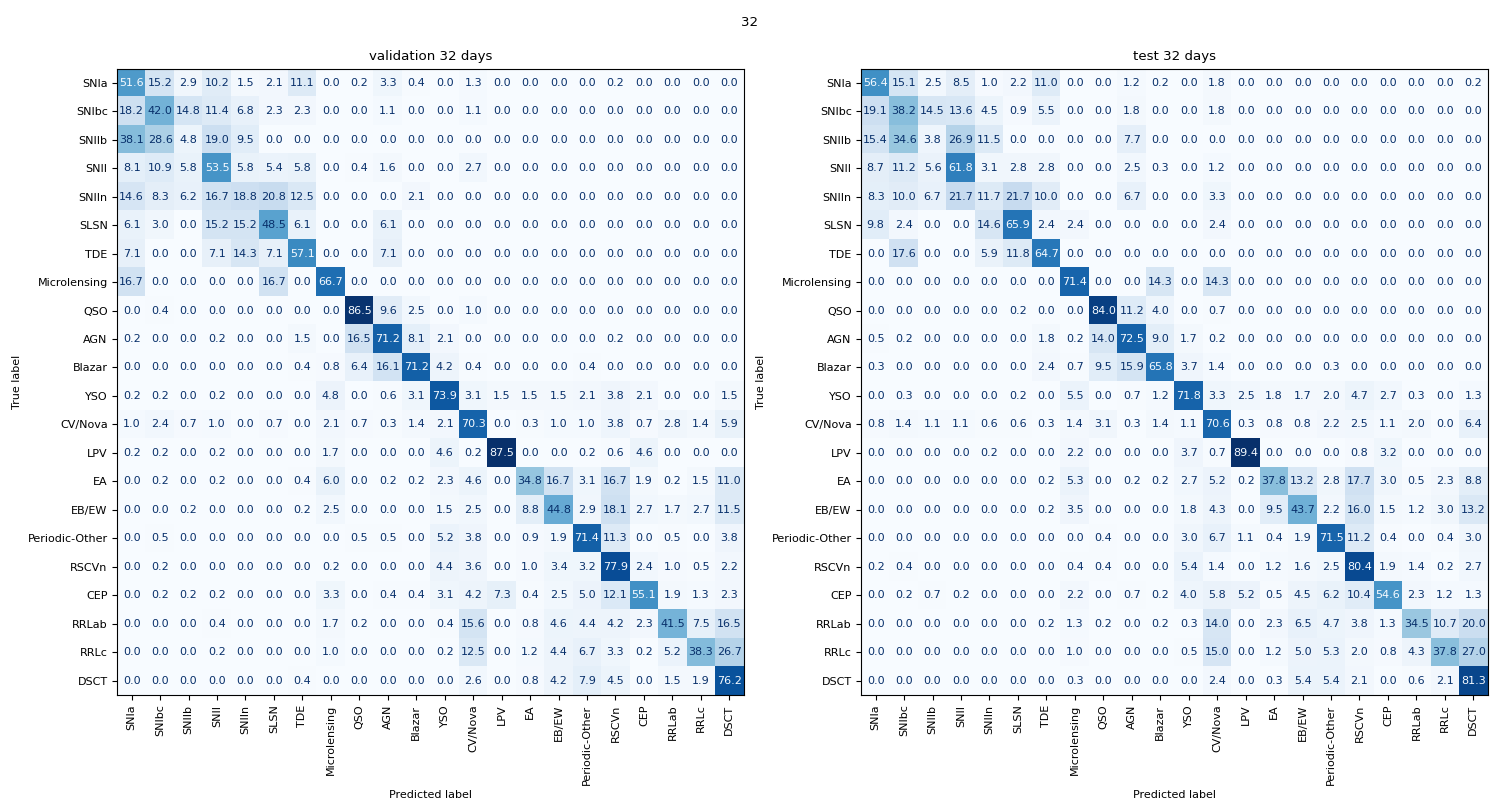 32
validation 32 days
SNIa 51.6 15.2 2.9 10.2 1.5 2.1 11.1 0.0 0.2 3.3 0.4 0.0 1.3 0.0 0.0 0.0 0.0 0.2 0.0 0.0 0.0 0.0
SNIbc 18.2 42.0 14.8 11.4 6.8 2.3 2.3 0.0 0.0 1.1 0.0 0.0 1.1 0.0 0.0 0.0 0.0 0.0 0.0 0.0 0.0 0.0
SNIIb 38.1 28.6 4.8 19.0 9.5 0.0 0.0 0.0 0.0 0.0 0.0 0.0 0.0 0.0 0.0 0.0 0.0 0.0 0.0 0.0 0.0 0.0
SNII 8.1 10.9 5.8 53.5 5.8 5.4 5.8 0.0 0.4 1.6 0.0 0.0 2.7 0.0 0.0 0.0 0.0 0.0 0.0 0.0 0.0 0.0
SNIIn 14.6 8.3 6.2 16.7 18.8 20.8 12.5 0.0 0.0 0.0 2.1 0.0 0.0 0.0 0.0 0.0 0.0 0.0 0.0 0.0 0.0 0.0
SLSN 6.1 3.0 0.0 15.2 15.2 48.5 6.1 0.0 0.0 6.1 0.0 0.0 0.0 0.0 0.0 0.0 0.0 0.0 0.0 0.0 0.0 0.0
TDE 7.1 0.0 0.0 7.1 14.3 7.1 57.1 0.0 0.0 7.1 0.0 0.0 0.0 0.0 0.0 0.0 0.0 0.0 0.0 0.0 0.0 0.0
Microlensing 16.7 0.0 0.0 0.0 0.0 16.7 0.0 66.7 0.0 0.0 0.0 0.0 0.0 0.0 0.0 0.0 0.0 0.0 0.0 0.0 0.0 0.0
QSO 0.0 0.4 0.0 0.0 0.0 0.0 0.0 0.0 86.5 9.6 2.5 0.0 1.0 0.0 0.0 0.0 0.0 0.0 0.0 0.0 0.0 0.0
AGN 0.2 0.0 0.0 0.2 0.0 0.0 1.5 0.0 16.5 71.2 8.1 2.1 0.0 0.0 0.0 0.0 0.0 0.2 0.0 0.0 0.0 0.0
Blazar 0.0 0.0 0.0 0.0 0.0 0.0 0.4 0.8 6.4 16.1 71.2 4.2 0.4 0.0 0.0 0.0 0.4 0.0 0.0 0.0 0.0 0.0
YSO 0.2 0.2 0.0 0.2 0.0 0.0 0.0 4.8 0.0 0.6 3.1 73.9 3.1 1.5 1.5 1.5 2.1 3.8 2.1 0.0 0.0 1.5
CV/Nova 1.0 2.4 0.7 1.0 0.0 0.7 0.0 2.1 0.7 0.3 1.4 2.1 70.3 0.0 0.3 1.0 1.0 3.8 0.7 2.8 1.4 5.9
LPV 0.2 0.2 0.0 0.2 0.0 0.0 0.0 1.7 0.0 0.0 0.0 4.6 0.2 87.5 0.0 0.0 0.2 0.6 4.6 0.0 0.0 0.0
EA 0.0 0.2 0.0 0.2 0.0 0.0 0.4 6.0 0.0 0.2 0.2 2.3 4.6 0.0 34.8 16.7 3.1 16.7 1.9 0.2 1.5 11.0
EB/EW 0.0 0.0 0.2 0.0 0.0 0.0 0.2 2.5 0.0 0.0 0.0 1.5 2.5 0.0 8.8 44.8 2.9 18.1 2.7 1.7 2.7 11.5
Periodic-Other 0.0 0.5 0.0 0.0 0.0 0.0 0.0 0.0 0.5 0.5 0.0 5.2 3.8 0.0 0.9 1.9 71.4 11.3 0.0 0.5 0.0 3.8
RSCVn 0.0 0.2 0.0 0.0 0.0 0.0 0.0 0.2 0.0 0.0 0.0 4.4 3.6 0.0 1.0 3.4 3.2 77.9 2.4 1.0 0.5 2.2
CEP 0.0 0.2 0.2 0.2 0.0 0.0 0.0 3.3 0.0 0.4 0.4 3.1 4.2 7.3 0.4 2.5 5.0 12.1 55.1 1.9 1.3 2.3
RRLab 0.0 0.0 0.0 0.4 0.0 0.0 0.0 1.7 0.2 0.0 0.0 0.4 15.6 0.0 0.8 4.6 4.4 4.2 2.3 41.5 7.5 16.5
RRLc 0.0 0.0 0.0 0.2 0.0 0.0 0.0 1.0 0.0 0.0 0.0 0.2 12.5 0.0 1.2 4.4 6.7 3.3 0.2 5.2 38.3 26.7
DSCT 0.0 0.0 0.0 0.0 0.0 0.0 0.4 0.0 0.0 0.0 0.0 0.0 2.6 0.0 0.8 4.2 7.9 4.5 0.0 1.5 1.9 76.2
True label
SNIa SNIbc SNIIb SNII SNIIn SLSN TDE Microlensing QSO AGN Blazar YSO CV/Nova LPV EA EB/EW Periodic-Other RSCVn CEP RRLab RRLc DSCT
Predicted label
test 32 days
SNIa 56.4 15.1 2.5 8.5 1.0 2.2 11.0 0.0 0.0 1.2 0.2 0.0 1.8 0.0 0.0 0.0 0.0 0.0 0.0 0.0 0.0 0.2
SNIbc 19.1 38.2 14.5 13.6 4.5 0.9 5.5 0.0 0.0 1.8 0.0 0.0 1.8 0.0 0.0 0.0 0.0 0.0 0.0 0.0 0.0 0.0
SNIIb 15.4 34.6 3.8 26.9 11.5 0.0 0.0 0.0 0.0 7.7 0.0 0.0 0.0 0.0 0.0 0.0 0.0 0.0 0.0 0.0 0.0 0.0
SNII 8.7 11.2 5.6 61.8 3.1 2.8 2.8 0.0 0.0 2.5 0.3 0.0 1.2 0.0 0.0 0.0 0.0 0.0 0.0 0.0 0.0 0.0
SNIIn 8.3 10.0 6.7 21.7 11.7 21.7 10.0 0.0 0.0 6.7 0.0 0.0 3.3 0.0 0.0 0.0 0.0 0.0 0.0 0.0 0.0 0.0
SLSN 9.8 2.4 0.0 0.0 14.6 65.9 2.4 2.4 0.0 0.0 0.0 0.0 2.4 0.0 0.0 0.0 0.0 0.0 0.0 0.0 0.0 0.0
TDE 0.0 17.6 0.0 0.0 5.9 11.8 64.7 0.0 0.0 0.0 0.0 0.0 0.0 0.0 0.0 0.0 0.0 0.0 0.0 0.0 0.0 0.0
Microlensing 0.0 0.0 0.0 0.0 0.0 0.0 0.0 71.4 0.0 0.0 14.3 0.0 14.3 0.0 0.0 0.0 0.0 0.0 0.0 0.0 0.0 0.0
QSO 0.0 0.0 0.0 0.0 0.0 0.2 0.0 0.0 84.0 11.2 4.0 0.0 0.7 0.0 0.0 0.0 0.0 0.0 0.0 0.0 0.0 0.0
AGN 0.5 0.2 0.0 0.0 0.0 0.0 1.8 0.2 14.0 72.5 9.0 1.7 0.2 0.0 0.0 0.0 0.0 0.0 0.0 0.0 0.0 0.0
Blazar 0.3 0.0 0.0 0.0 0.0 0.0 2.4 0.7 9.5 15.9 65.8 3.7 1.4 0.0 0.0 0.0 0.3 0.0 0.0 0.0 0.0 0.0
YSO 0.0 0.3 0.0 0.2 0.0 0.0 0.0 5.5 0.0 0.7 1.2 71.8 3.3 2.5 1.8 1.7 2.0 4.7 2.7 0.3 0.0 1.3
CV/Nova 0.8 1.4 1.1 1.1 0.6 0.6 0.3 1.4 3.1 0.3 1.4 1.1 70.6 0.3 0.8 0.8 2.2 2.5 1.1 2.0 0.0 6.4
LPV 0.0 0.0 0.0 0.2 0.0 0.0 0.0 2.2 0.0 0.0 0.0 3.7 0.7 89.4 0.0 0.0 0.0 0.8 3.2 0.0 0.0 0.0
EA 0.0 0.2 0.0 0.0 0.2 0.0 0.0 5.3 0.0 0.2 0.2 2.7 5.2 0.2 37.8 13.2 2.8 17.7 3.0 0.5 2.3 8.8
EB/EW 0.0 0.0 0.0 0.0 0.0 0.0 0.2 3.5 0.0 0.0 0.0 1.8 4.3 0.0 9.5 43.7 2.2 16.0 1.5 1.2 3.0 13.2
Periodic-Other 0.0 0.0 0.0 0.0 0.0 0.0 0.0 0.0 0.4 0.0 0.0 3.0 6.7 1.1 0.4 1.9 71.5 11.2 0.4 0.0 0.4 3.0
RSCVn 0.2 0.4 0.0 0.0 0.0 0.0 0.0 0.4 0.4 0.0 0.0 5.4 1.4 0.0 1.2 1.6 2.5 80.4 1.9 1.4 0.2 2.7
CEP 0.0 0.2 0.7 0.2 0.0 0.0 0.0 2.2 0.0 0.7 0.2 4.0 5.8 5.2 0.5 4.5 6.2 10.4 54.6 2.3 1.2 1.3
RRLab 0.0 0.0 0.0 0.2 0.0 0.0 0.0 1.3 0.2 0.0 0.2 0.3 14.0 0.0 2.3 6.5 4.7 3.8 1.3 34.5 10.7 20.0
RRLc 0.0 0.0 0.0 0.0 0.0 0.0 0.0 1.0 0.0 0.0 0.0 0.5 15.0 0.0 1.2 5.0 5.3 2.0 0.8 4.3 37.8 27.0
DSCT 0.0 0.0 0.0 0.0 0.0 0.0 0.0 0.3 0.0 0.0 0.0 0.0 2.4 0.0 0.3 5.4 5.4 2.1 0.0 0.6 2.1 81.3
True label
SNIa SNIbc SNIIb SNII SNIIn SLSN TDE Microlensing QSO AGN Blazar YSO CV/Nova LPV EA EB/EW Periodic-Other RSCVn CEP RRLab RRLc DSCT
Predicted label